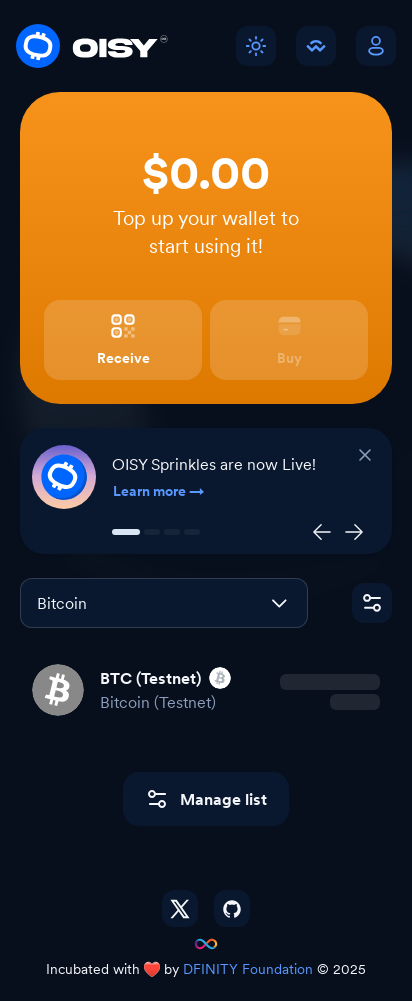 OISY
$0.00
Top up your wallet to
start using it!
Receive
Buy
OISY Sprinkles are now Live!
Learn more →
Bitcoin
BTC (Testnet)
Bitcoin (Testnet)
Manage list
Incubated with ❤️ by DFINITY Foundation © 2025